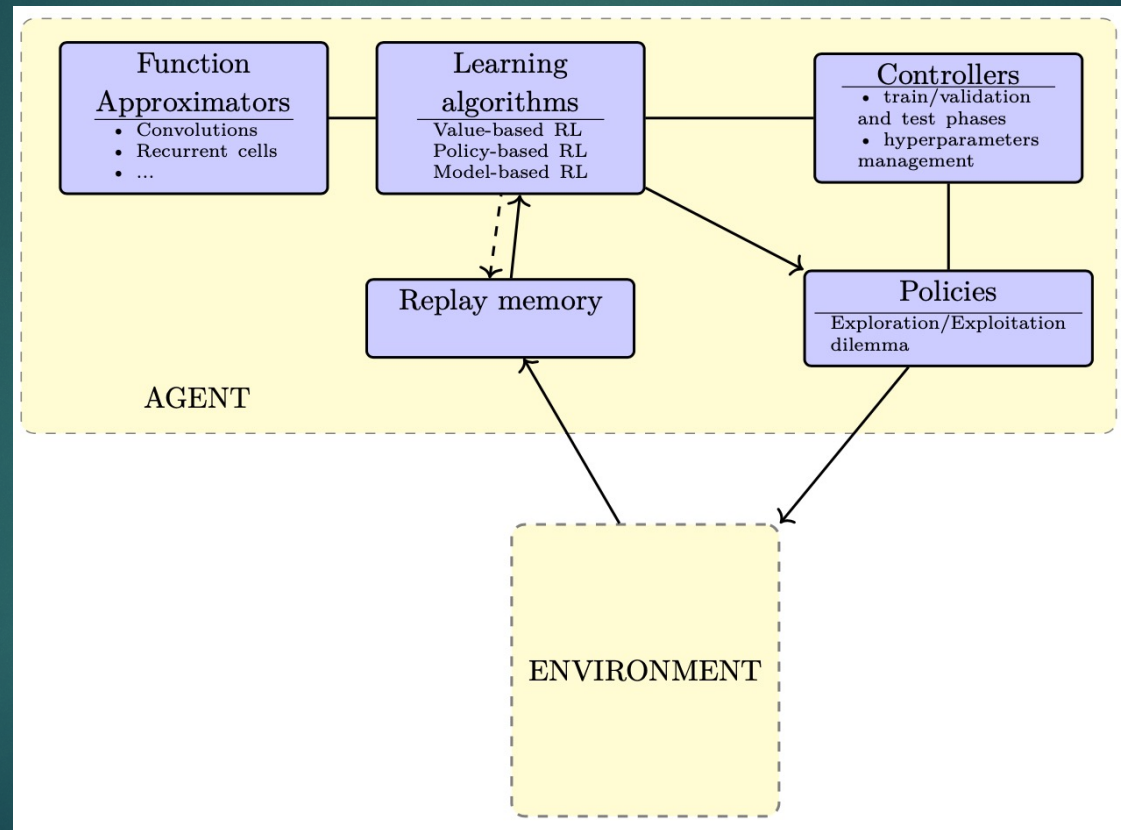 Function
Approximators
• Convolutions
• Recurrent cells
• ...
Learning
algorithms
Value-based RL
Policy-based RL
Model-based RL
Controllers
• train/validation
and test phases
• hyperparameters
management
Replay memory
Policies
Exploration/Exploitation
dilemma
AGENT
ENVIRONMENT